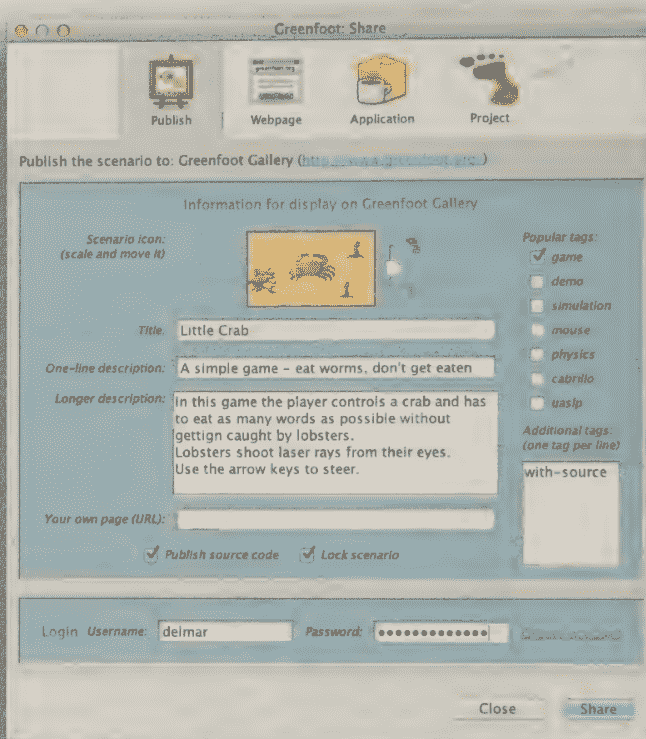 Greenfoot: Share
Publish
greenfoot.org
Webpage
Application
Project
Publish the scenario to: Greenfoot Gallery (
Information for display on Greenfoot Gallery
Scenario icon:
(scale and move it)
Title:
Little Crab
One-line description:
A simple game – eat worms, don't get eaten
Longer description:
In this game the player controls a crab and has
to eat as many words as possible without
gettign caught by lobsters.
Lobsters shoot laser rays from their eyes.
Use the arrow keys to steer.
Your own page (URL):
Publish source code
Lock scenario
Popular tags:
game
demo
simulation
mouse
physics
cabrillo
uaslp
Additional tags:
(one tag per line)
with-source
Login
Username:
delmar
Password:
•••••••••••••
Close
Share